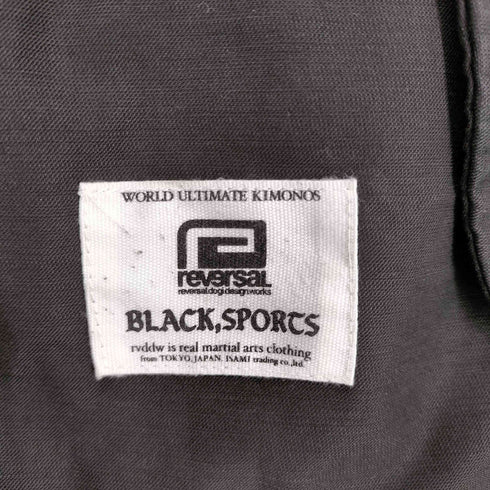 WORLD ULTIMATE KIMONOS
reversal
reversal dogi design works
BLACK,SPORTS
rvddw is real martial arts clothing
from TOKYO, JAPAN. ISAMI trading co.,ltd.